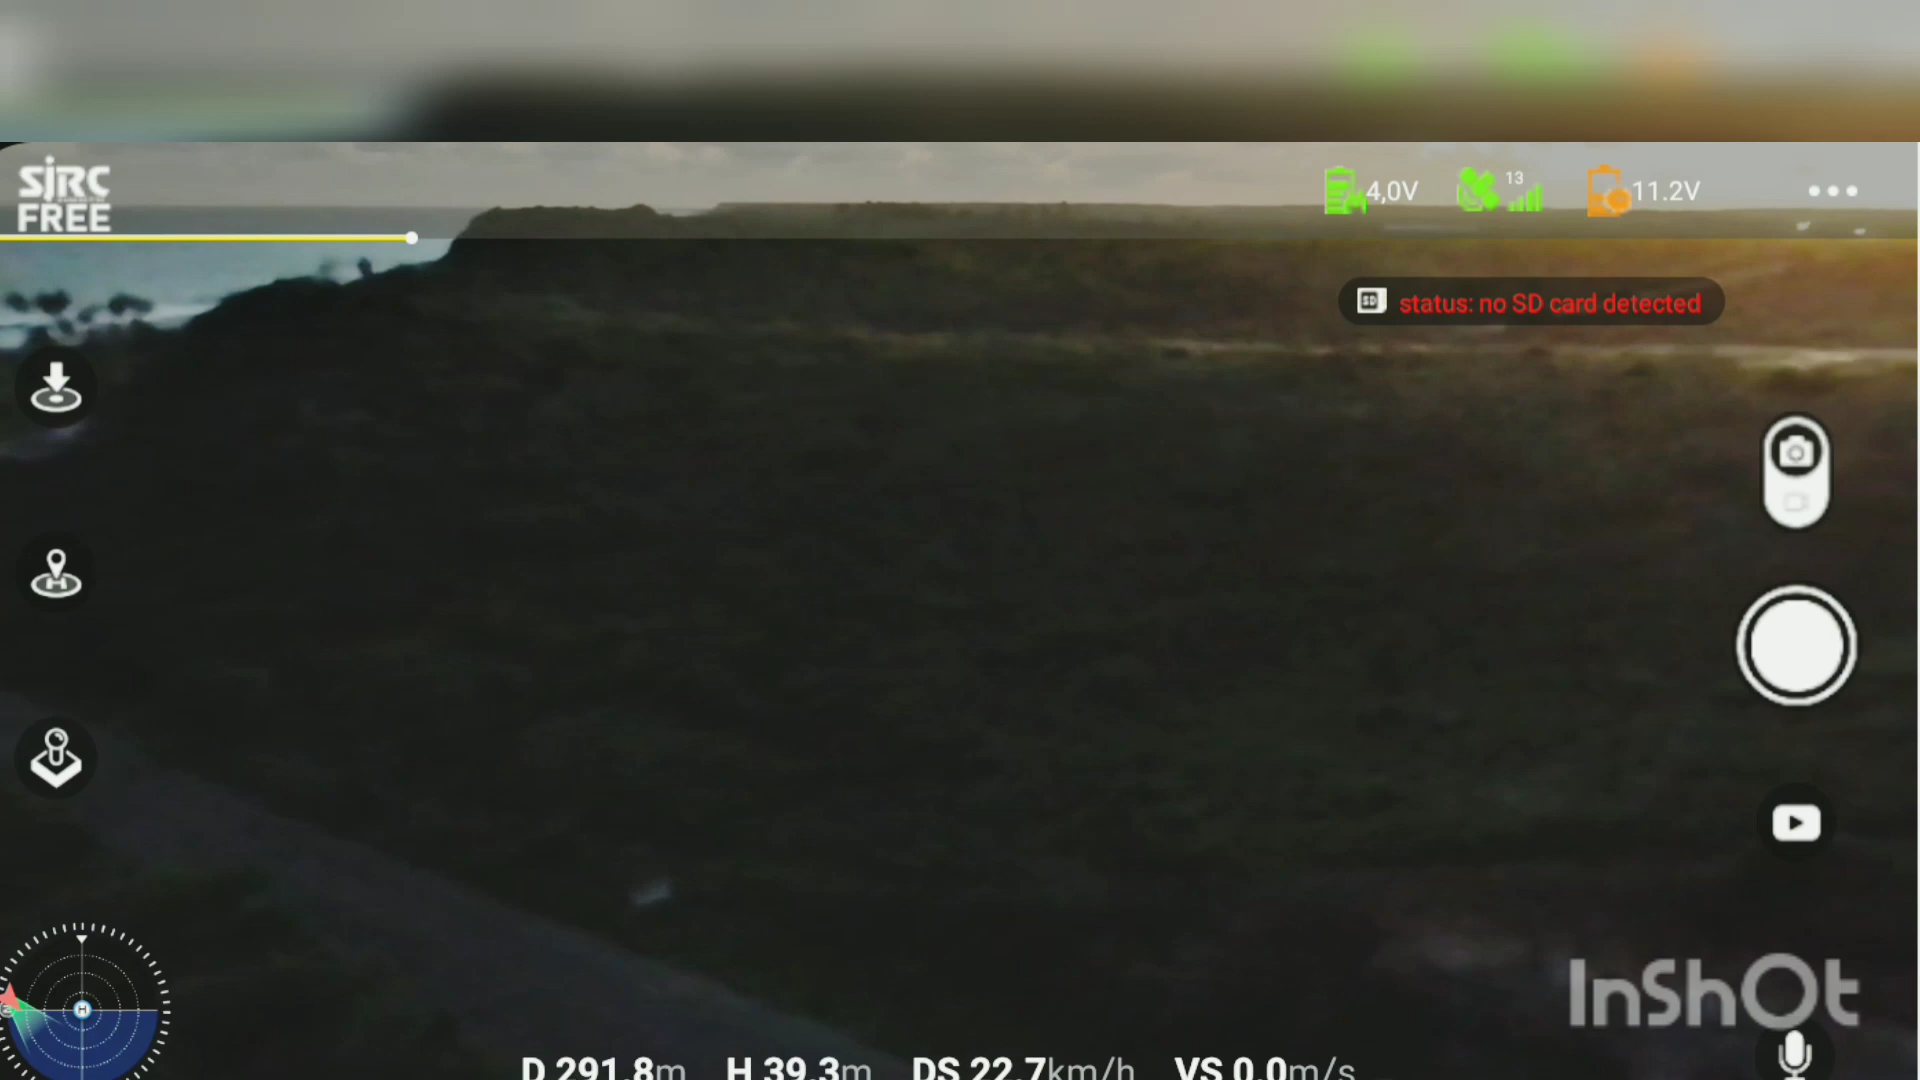 SJRC
FREE
4,0V
13
11.2V
SD
status: no SD card detected
H
InShOt
D 291.8m H 39.3m DS 22.7km/h VS 0.0m/s